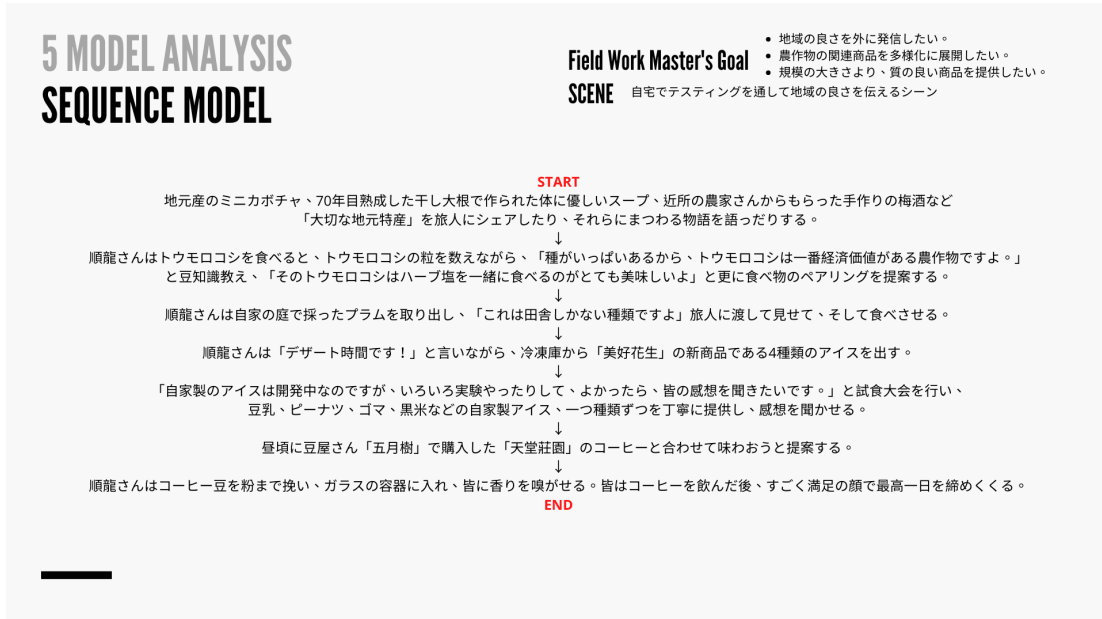 5 MODEL ANALYSIS
SEQUENCE MODEL
Field Work Master's Goal
• 地域の良さを外に発信したい。
• 農作物の関連商品を多様化に展開したい。
• 規模の大きさより、質の良い商品を提供したい。
SCENE 自宅でテスティングを通して地域の良さを伝えるシーン
START
地元産のミニカボチャ、70年目熟成した干し大根で作られた体に優しいスープ、近所の農家さんからもらった手作りの梅酒など
「大切な地元特産」を旅人にシェアしたり、それらにまつわる物語を語っだりする。
↓
順龍さんはトウモロコシを食べると、トウモロコシの粒を数えながら、「種がいっぱいあるから、トウモロコシは一番経済価値がある農作物ですよ。」
と豆知識教え、「そのトウモロコシはハーブ塩を一緒に食べるのがとても美味しいよ」と更に食べ物のペアリングを提案する。
↓
順龍さんは自家の庭で採ったプラムを取り出し、「これは田舎しかない種類ですよ」旅人に渡して見せて、そして食べさせる。
↓
順龍さんは「デザート時間です！」と言いながら、冷凍庫から「美好花生」の新商品である4種類のアイスを出す。
↓
「自家製のアイスは開発中なのですが、いろいろ実験やったりして、よかったら、皆の感想を聞きたいです。」と試食大会を行い、
豆乳、ピーナツ、ゴマ、黒米などの自家製アイス、一つ種類ずつを丁寧に提供し、感想を聞かせる。
↓
昼頃に豆屋さん「五月樹」で購入した「天堂莊園」のコーヒーと合わせて味わおうと提案する。
↓
順龍さんはコーヒー豆を粉まで挽い、ガラスの容器に入れ、皆に香りを嗅がせる。皆はコーヒーを飲んだ後、すごく満足の顔で最高一日を締めくくる。
END